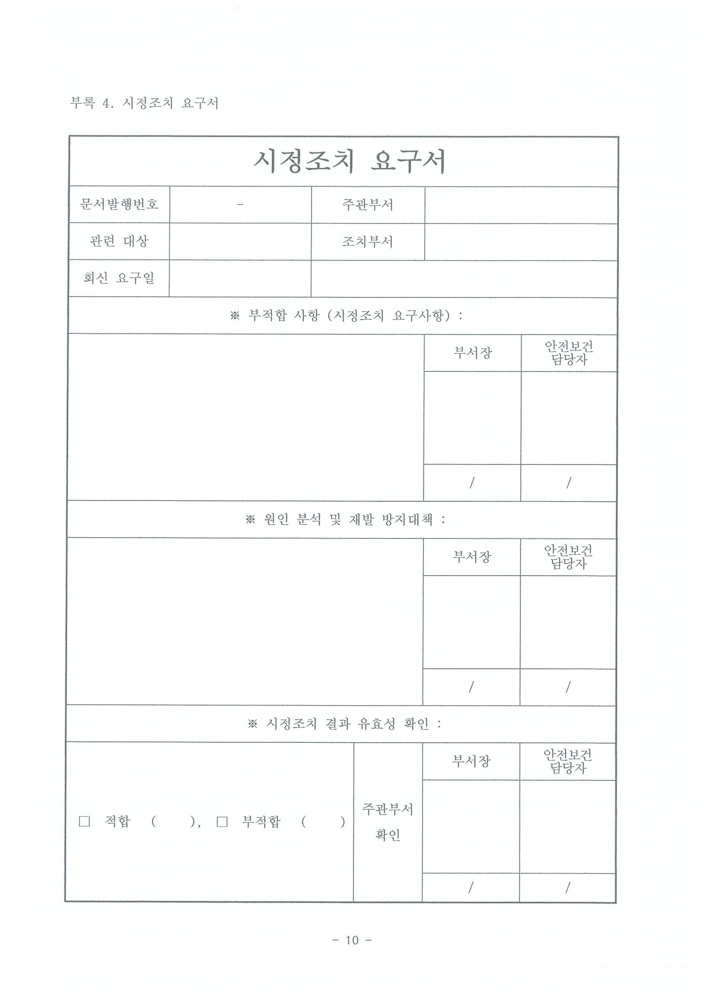 부록 4. 시정조치 요구서
시정조치 요구서
문서발행번호 - 주관부서
관련 대상 조치부서
회신 요구일
※ 부적합 사항 (시정조치 요구사항) :
부서장 안전보건
담당자
/ /
※ 원인 분석 및 재발 방지대책 :
부서장 안전보건
담당자
/ /
※ 시정조치 결과 유효성 확인 :
부서장 안전보건
담당자
□ 적합 ( ), □ 부적합 ( ) 주관부서
확인
/ /
- 10 -